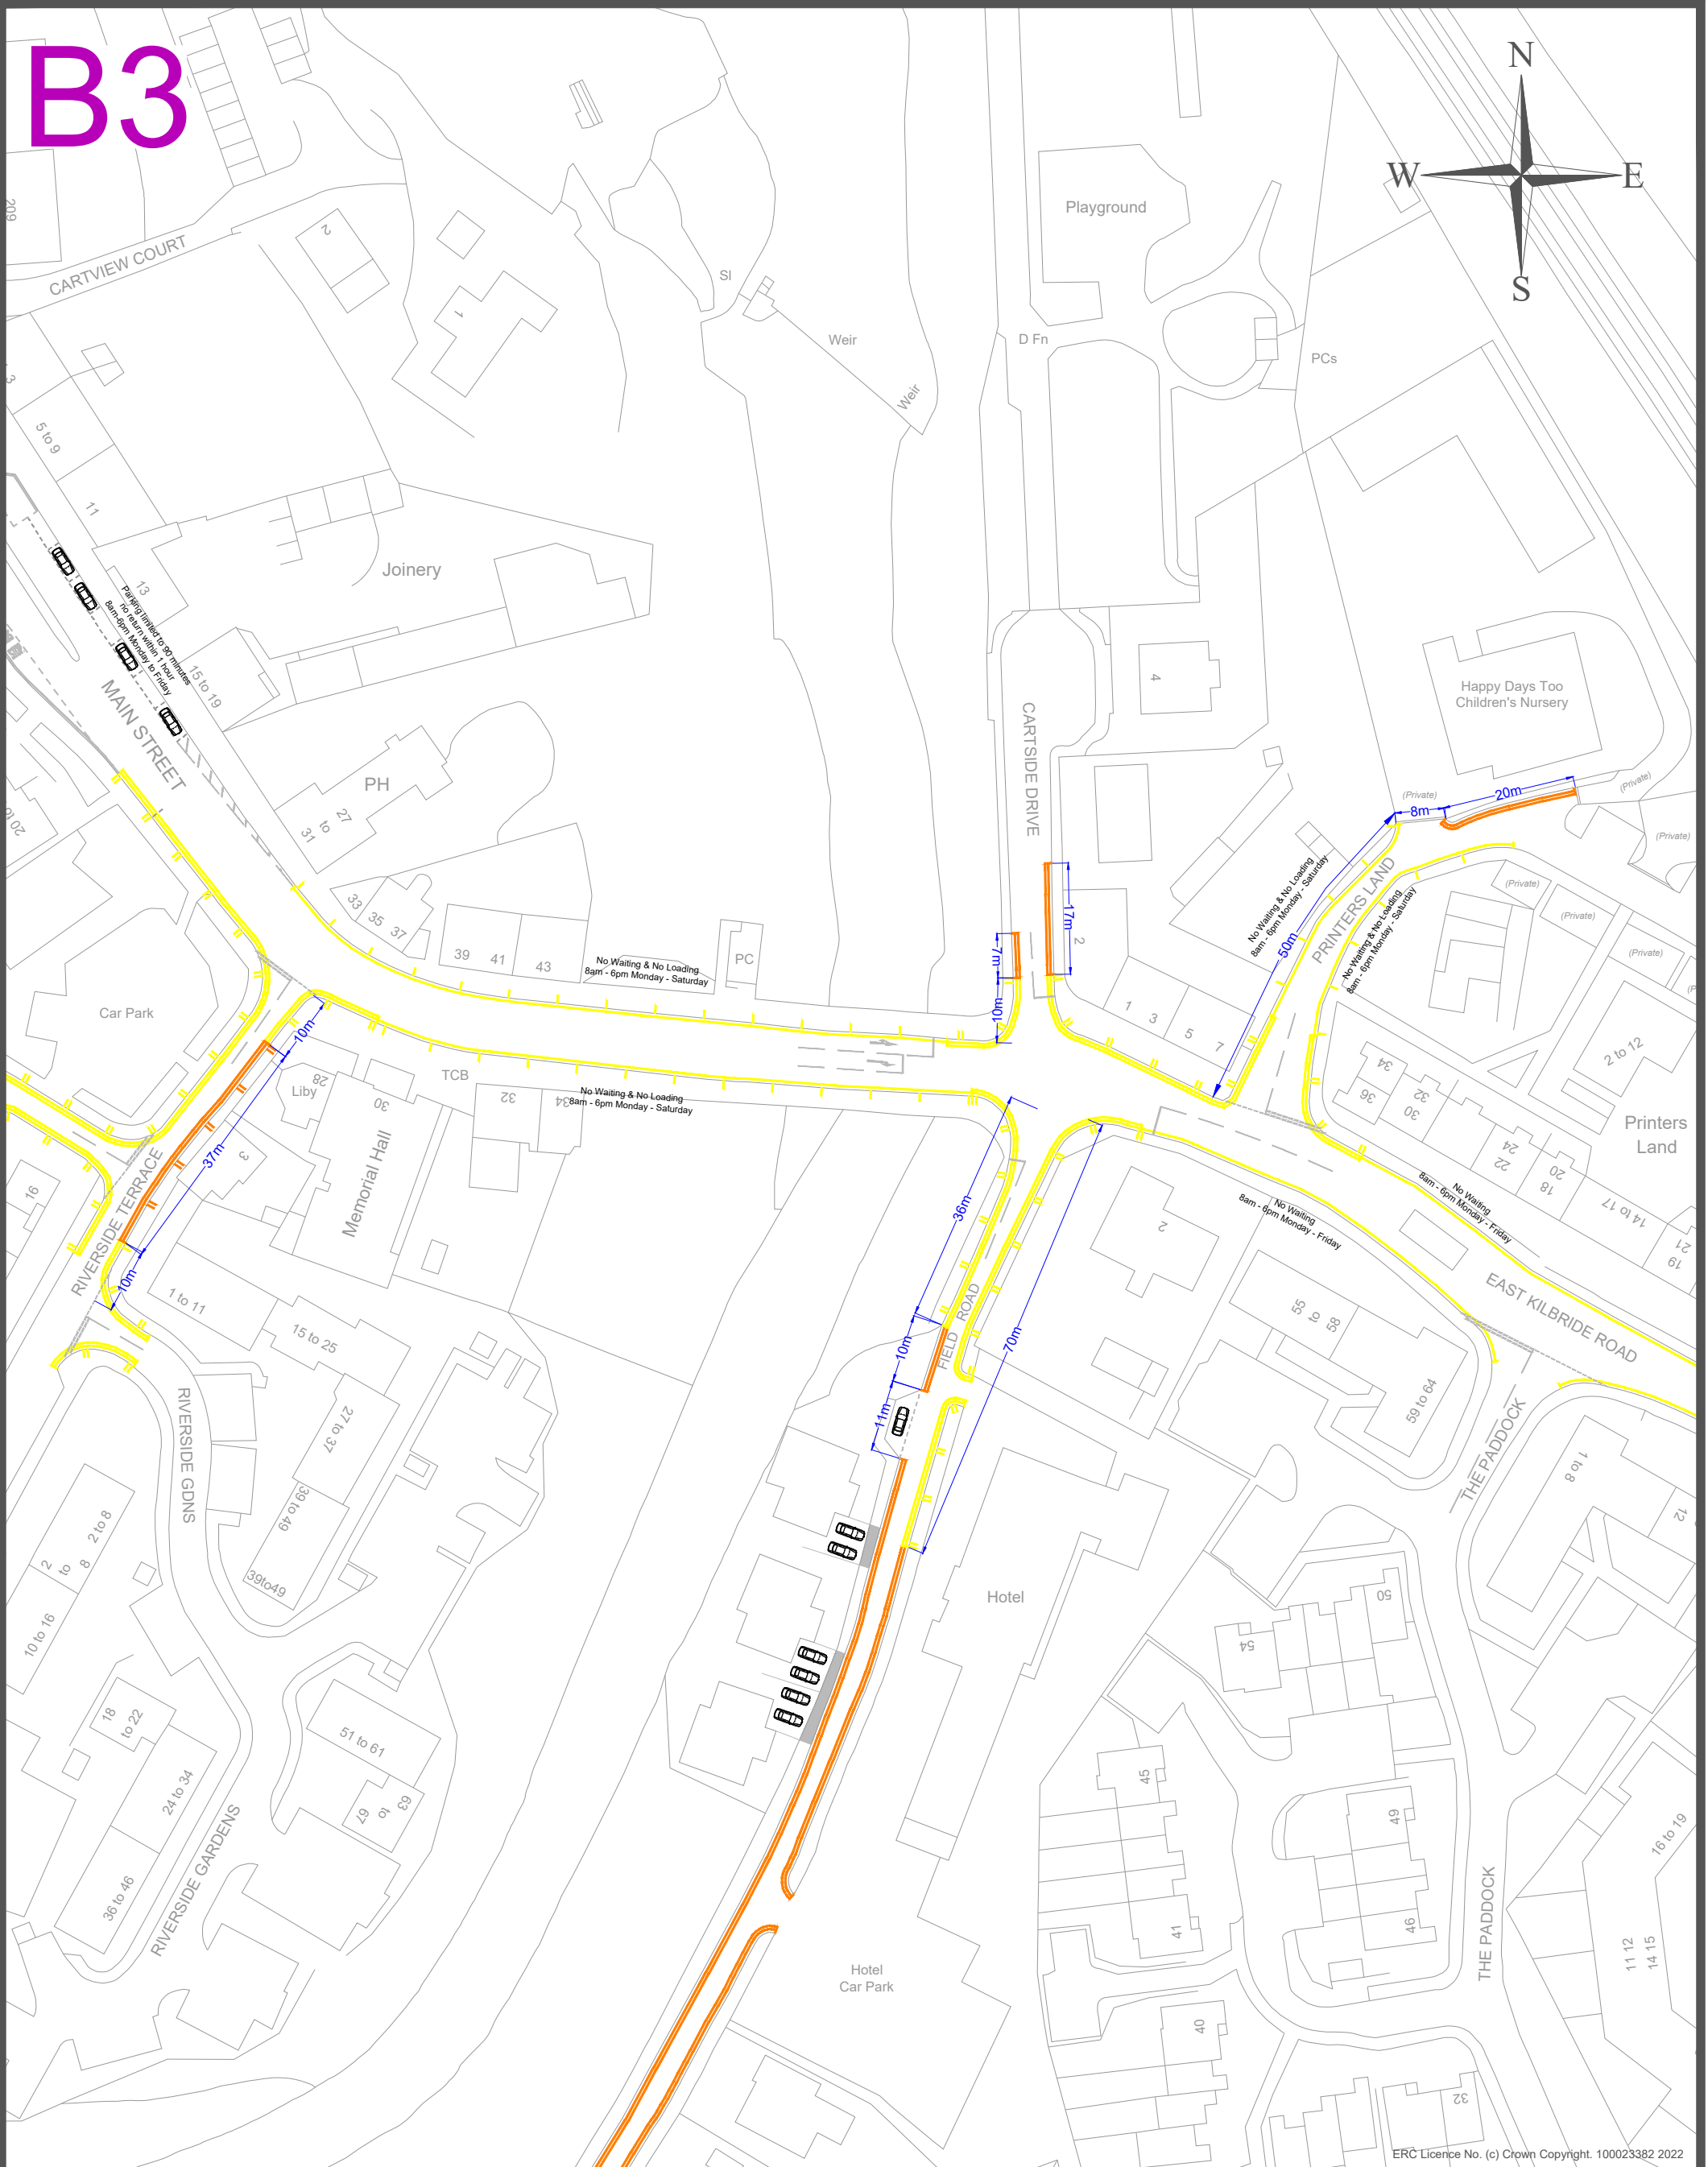 B3
N
W
E
S
209
CARTVIEW COURT
2
1
SI
Weir
Weir
Playground
D Fn
PCs
3
5 to 9
11
13
Joinery
Parking limited to 90 minutes
no return within 1 hour
8am-6pm Monday to Friday
15 to 19
MAIN STREET
PH
27
to
31
33
35
37
39
41
43
No Waiting & No Loading
8am - 6pm Monday - Saturday
PC
CARTSIDE DRIVE
4
Happy Days Too
Children's Nursery
(Private)
(Private)
(Private)
8m
20m
17m
7m
10m
2
1
3
5
7
No Waiting & No Loading
8am - 6pm Monday - Saturday
50m
PRINTERS LAND
No Waiting & No Loading
8am - 6pm Monday - Saturday
(Private)
(Private)
(Private)
2 to 12
34
36
32
30
24
22
20
18
14 to 17
21
19
Printers
Land
20
Car Park
10m
Liby
28
30
TCB
32
34
No Waiting & No Loading
8am - 6pm Monday - Saturday
37m
3
Memorial Hall
16
RIVERSIDE TERRACE
10m
1 to 11
15 to 25
27 to 37
39 to 49
39to49
RIVERSIDE GDNS
2 to 8
2
to
8
10 to 16
18
to 22
24 to 34
36 to 46
RIVERSIDE GARDENS
51 to 61
63
to
67
36m
10m
11m
FIELD ROAD
70m
2
No Waiting
8am - 6pm Monday - Friday
No Waiting
8am - 6pm Monday - Friday
EAST KILBRIDE ROAD
55
to
58
59 to 64
THE PADDOCK
1 to 8
12
Hotel
50
54
45
49
41
46
40
32
THE PADDOCK
16 to 19
11 12
14 15
Hotel
Car Park
ERC Licence No. (c) Crown Copyright. 100023382 2022